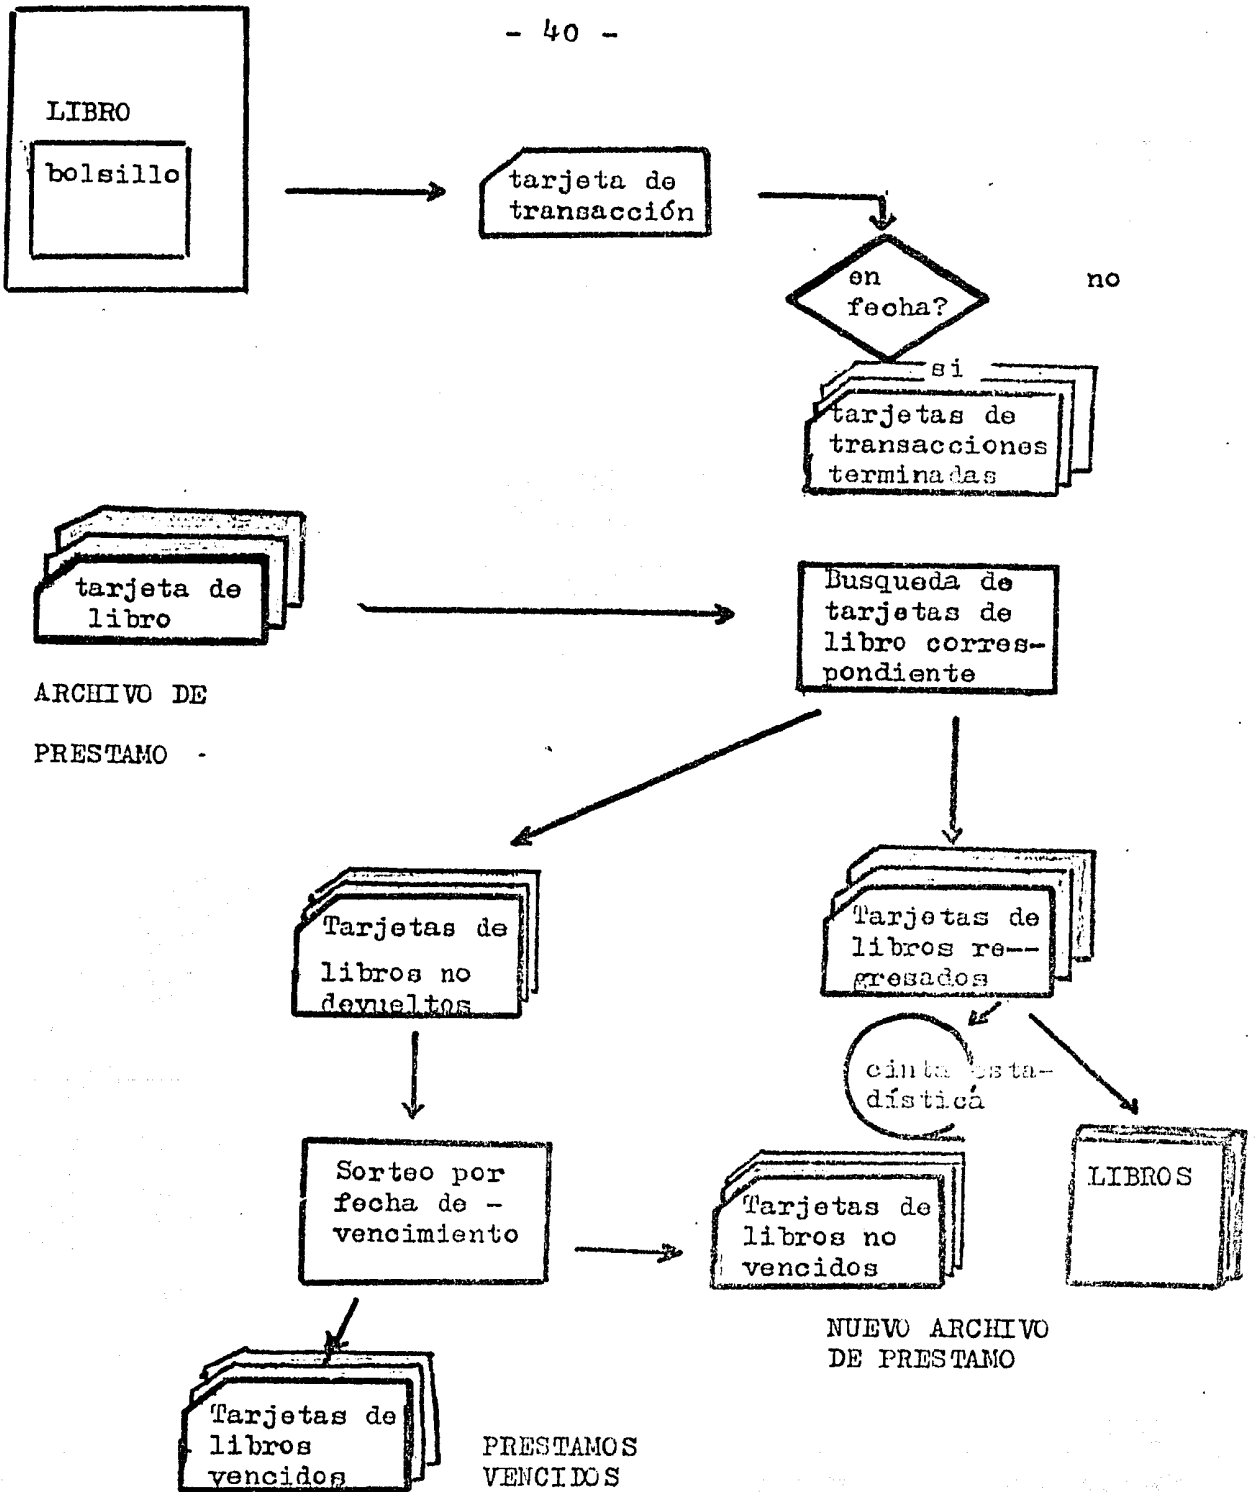 - 40 -
LIBRO
bolsillo
tarjeta de
transacción
en
fecha?
no
si
tarjetas de
transacciones
terminadas
tarjeta de
libro
ARCHIVO DE
PRESTAMO -
Busqueda de
tarjetas de
libro corres-
pondiente
Tarjetas de
libros no
devueltos
Tarjetas de
libros re--
gresados
cinta esta-
dística
Sorteo por
fecha de -
vencimiento
Tarjetas de
libros no
vencidos
LIBROS
NUEVO ARCHIVO
DE PRESTAMO
Tarjetas de
libros
vencidos
PRESTAMOS
VENCIDOS